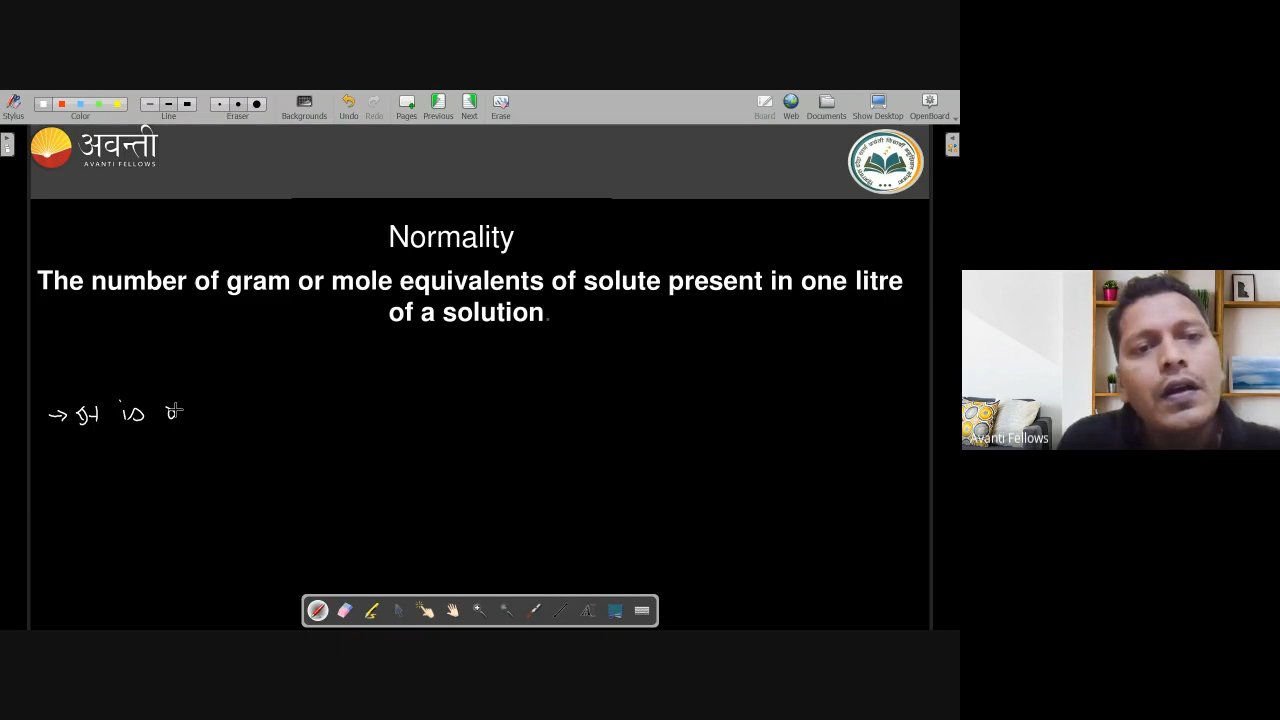 Stylus
Color
Line
Eraser
Backgrounds
Undo
Redo
Pages
Previous
Next
Erase
Board
Web
Documents
Show Desktop
OpenBoard
अवन्ती
AVANTI FELLOWS
Normality
The number of gram or mole equivalents of solute present in one litre
of a solution.
→ It is
Avanti Fellows